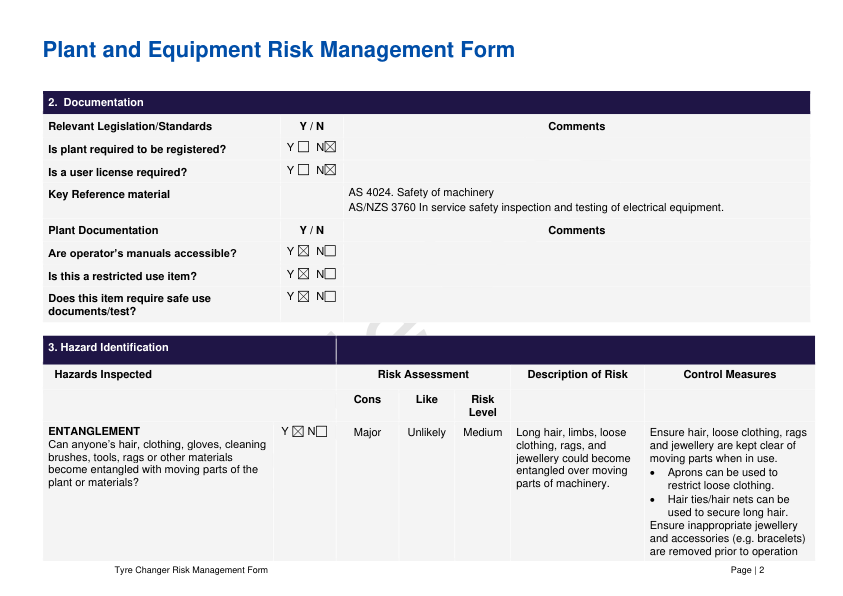 Plant and Equipment Risk Management Form
2. Documentation
Relevant Legislation/Standards Y / N Comments
Is plant required to be registered? Y ☐ N☒
Is a user license required? Y ☐ N☒
Key Reference material AS 4024. Safety of machinery
AS/NZS 3760 In service safety inspection and testing of electrical equipment.
Plant Documentation Y / N Comments
Are operator's manuals accessible? Y ☒ N☐
Is this a restricted use item? Y ☒ N☐
Does this item require safe use Y ☒ N☐
documents/test?
3. Hazard Identification
Hazards Inspected Risk Assessment Description of Risk Control Measures
Cons Like Risk
Level
ENTANGLEMENT Y ☒ N☐ Major Unlikely Medium
Can anyone's hair, clothing, gloves, cleaning
brushes, tools, rags or other materials
become entangled with moving parts of the
plant or materials?
Long hair, limbs, loose
clothing, rags, and
jewellery could become
entangled over moving
parts of machinery.
Ensure hair, loose clothing, rags
and jewellery are kept clear of
moving parts when in use.
• Aprons can be used to
restrict loose clothing.
• Hair ties/hair nets can be
used to secure long hair.
Ensure inappropriate jewellery
and accessories (e.g. bracelets)
are removed prior to operation
Tyre Changer Risk Management Form Page | 2